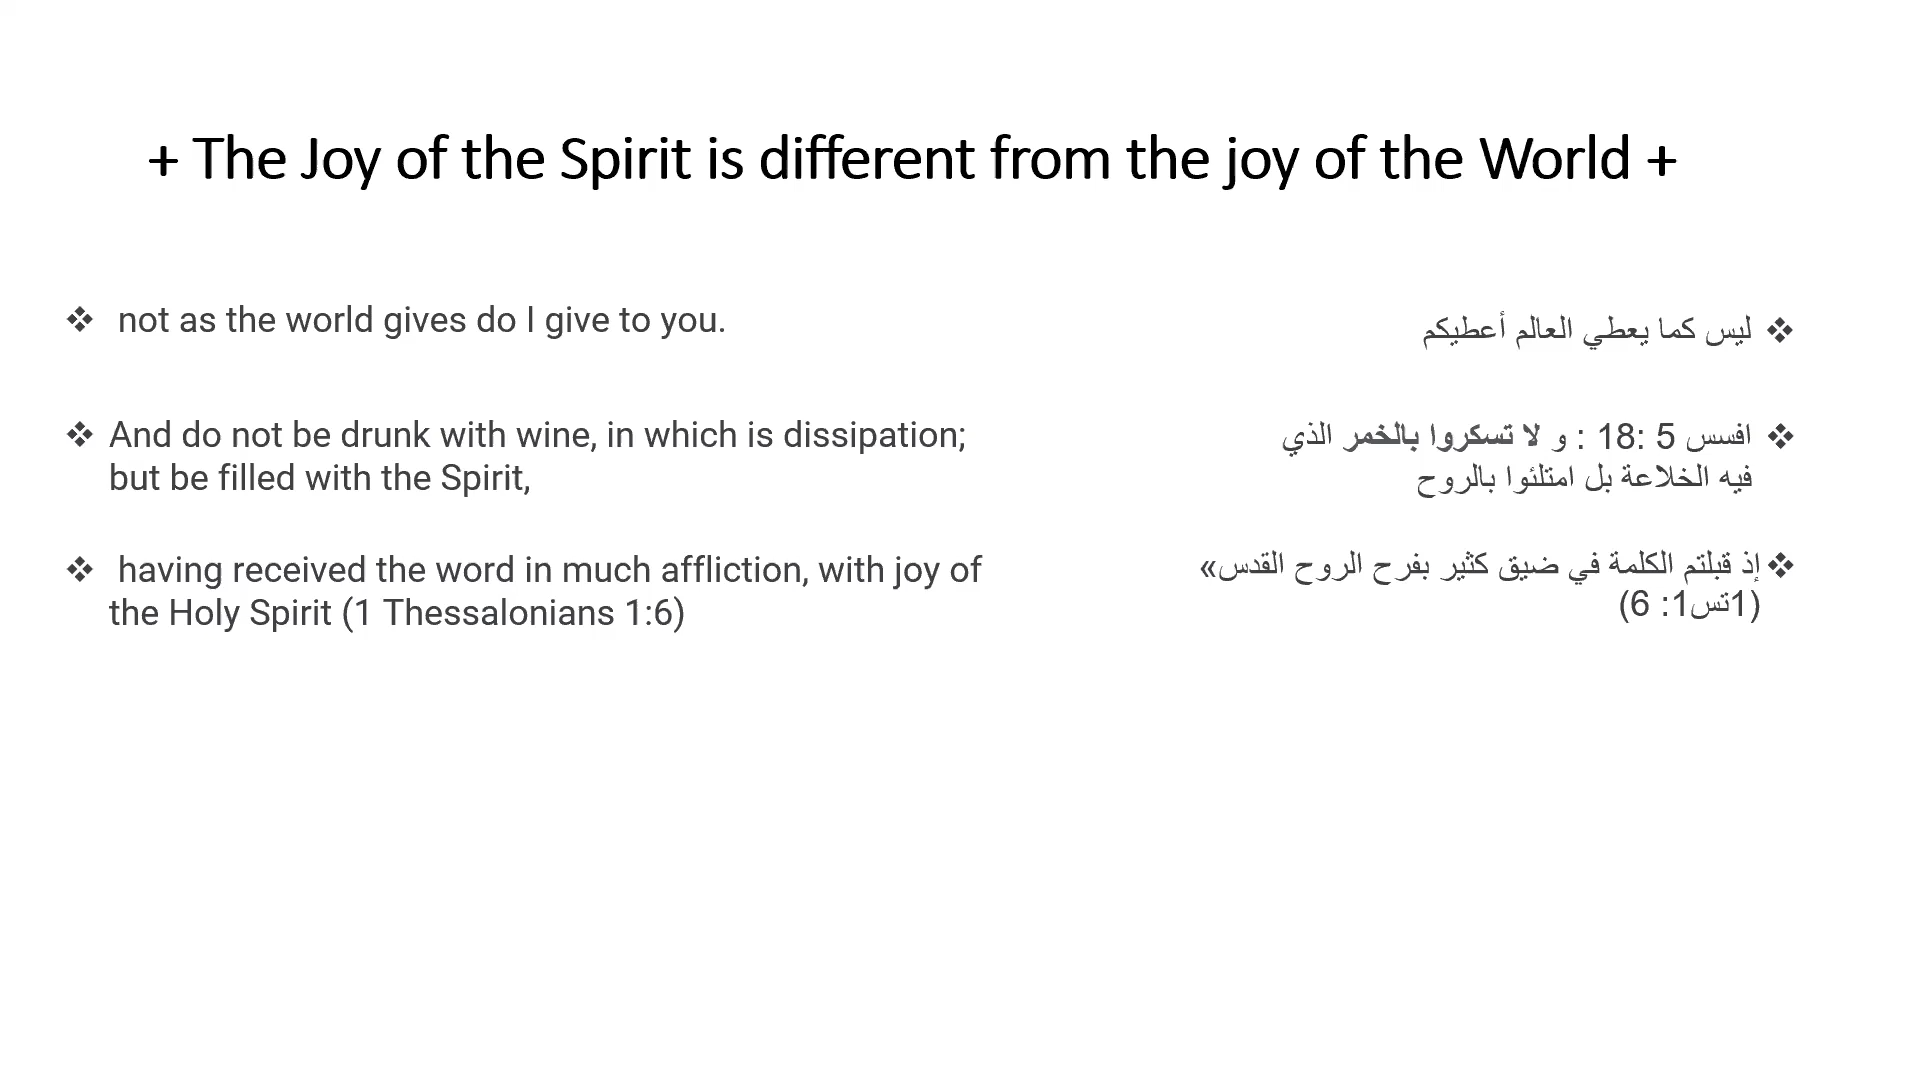 + The Joy of the Spirit is different from the joy of the World +
❖ not as the world gives do I give to you.
❖ And do not be drunk with wine, in which is dissipation;
but be filled with the Spirit,
❖ having received the word in much affliction, with joy of
the Holy Spirit (1 Thessalonians 1:6)
❖ ليس كما يعطي العالم أعطيكم
❖ افسس 5 :18 : و لا تسكروا بالخمر الذي
فيه الخلاعة بل امتلئوا بالروح
❖ إذ قبلتم الكلمة في ضيق كثير بفرح الروح القدس»
(1تس1: 6)